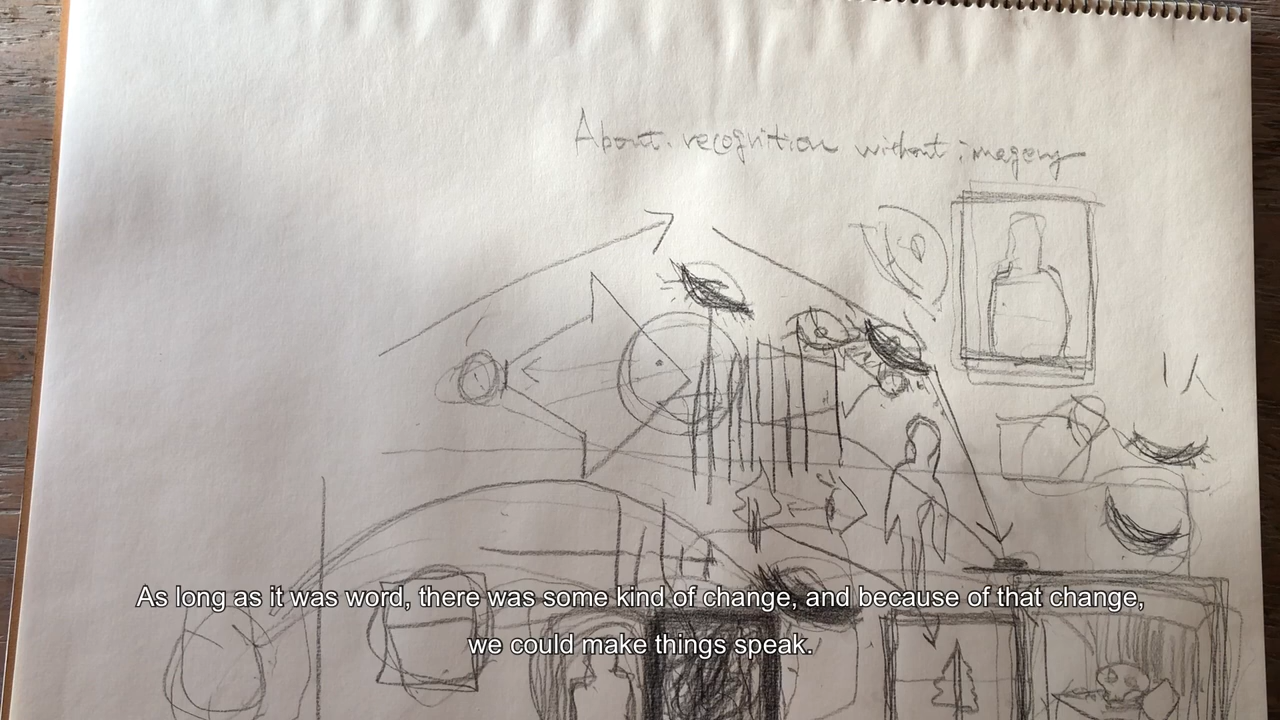 About recognition without imagery
As long as it was word, there was some kind of change, and because of that change,
we could make things speak.